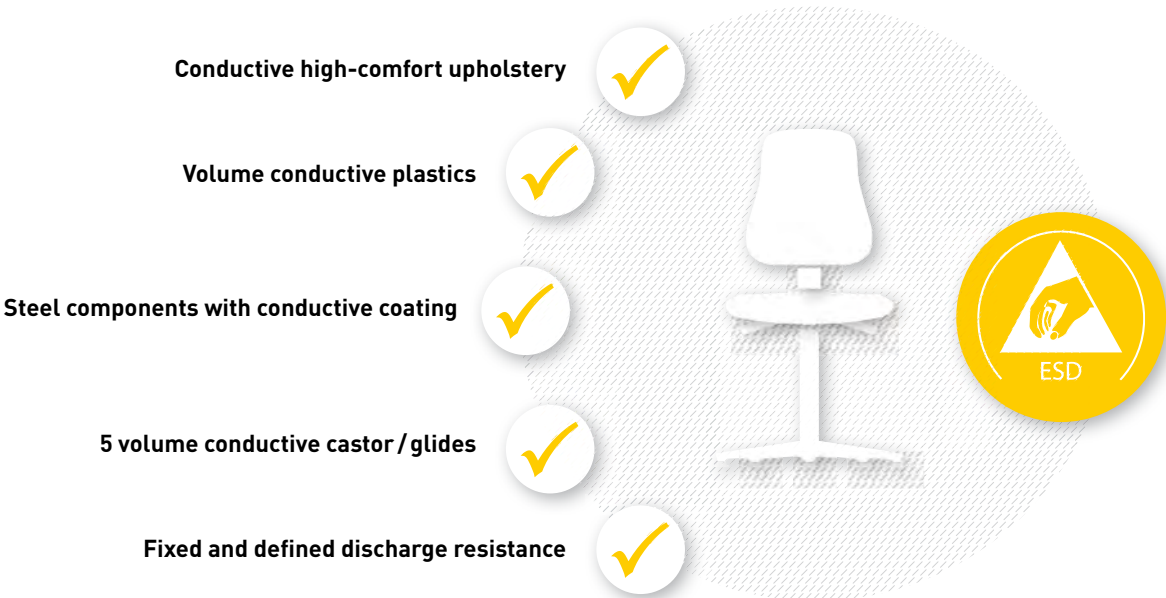 Conductive high-comfort upholstery
Volume conductive plastics
Steel components with conductive coating
5 volume conductive castor / glides
Fixed and defined discharge resistance
ESD